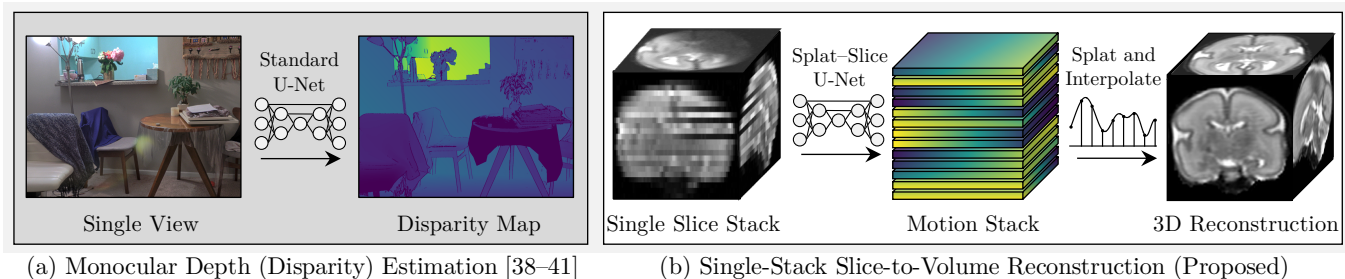 Standard
U-Net
Single View
Disparity Map
(a) Monocular Depth (Disparity) Estimation [38–41]
Splat–Slice
U-Net
Splat and
Interpolate
Single Slice Stack
Motion Stack
3D Reconstruction
(b) Single-Stack Slice-to-Volume Reconstruction (Proposed)